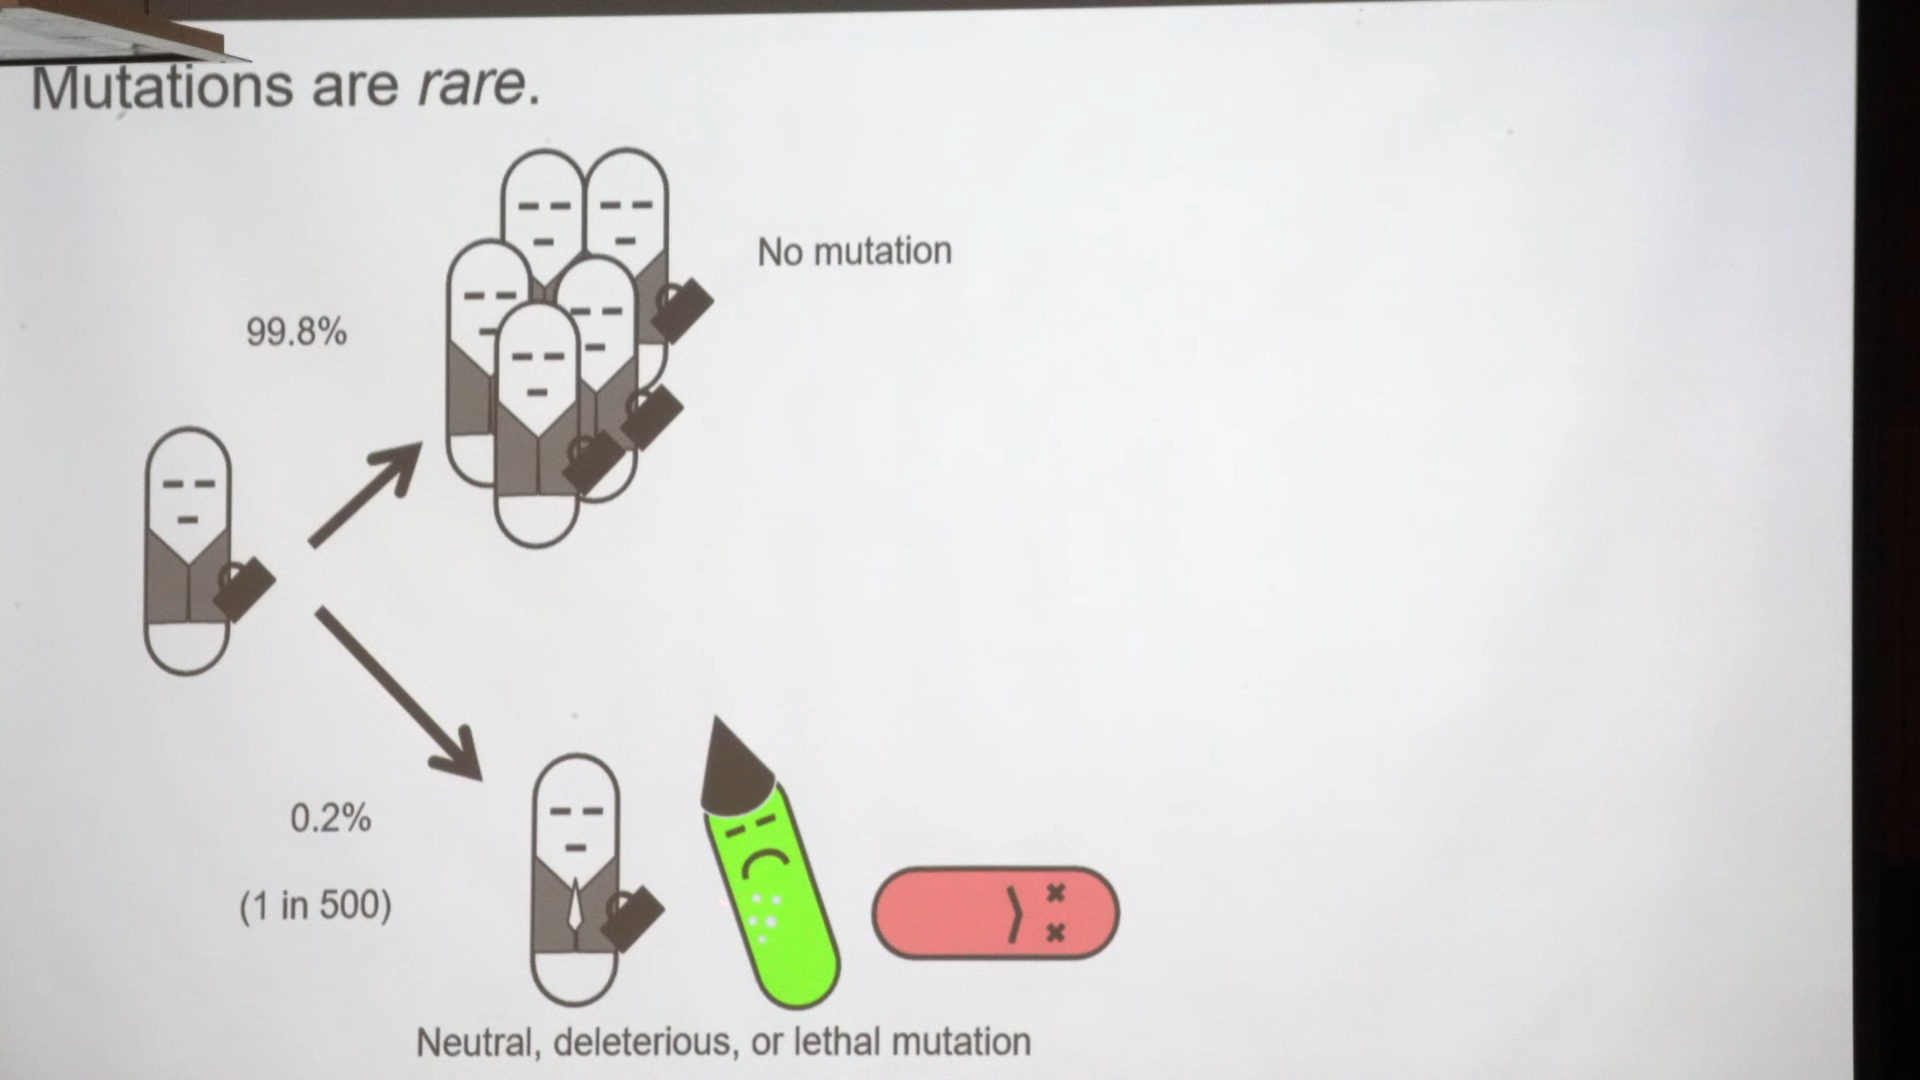 Mutations are rare.
No mutation
99.8%
0.2%
(1 in 500)
Neutral, deleterious, or lethal mutation